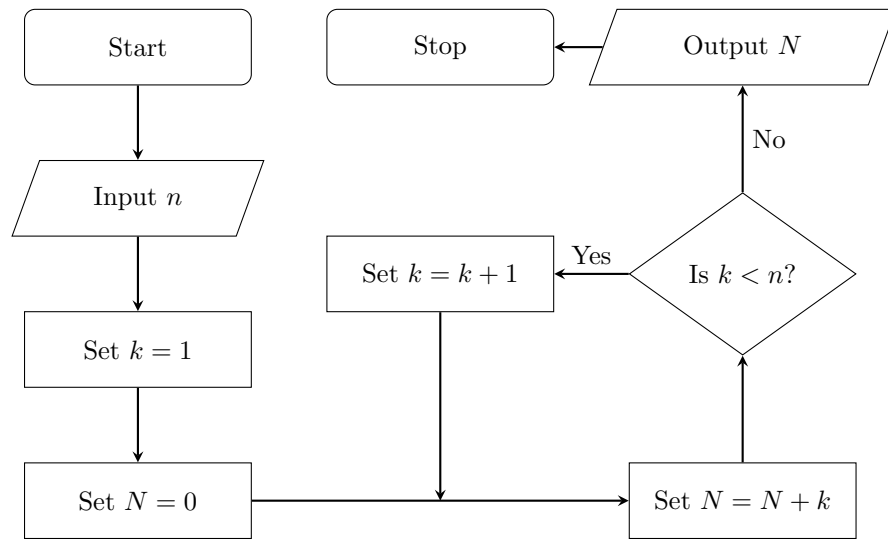 Start
Input n
Set k = 1
Set N = 0
Set N = N + k
Is k < n?
Yes
Set k = k + 1
No
Output N
Stop